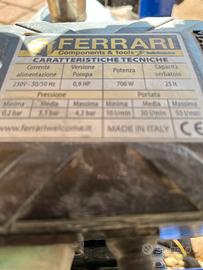 FERRARI
Components & Tools
CARATTERISTICHE TECNICHE
Corrente alimentazione Versione Pompa Potenza Capacità serbatoio
230V - 50/50 Hz 0,9 HP 700 W 25 lt
Pressione Portata
Minima Media Massima Minima Media Massima
0,2 bar 3,1 bar 4,2 bar 10 l/min 30 l/min 55 l/min
www.ferrariwelcome.it MADE IN ITALY